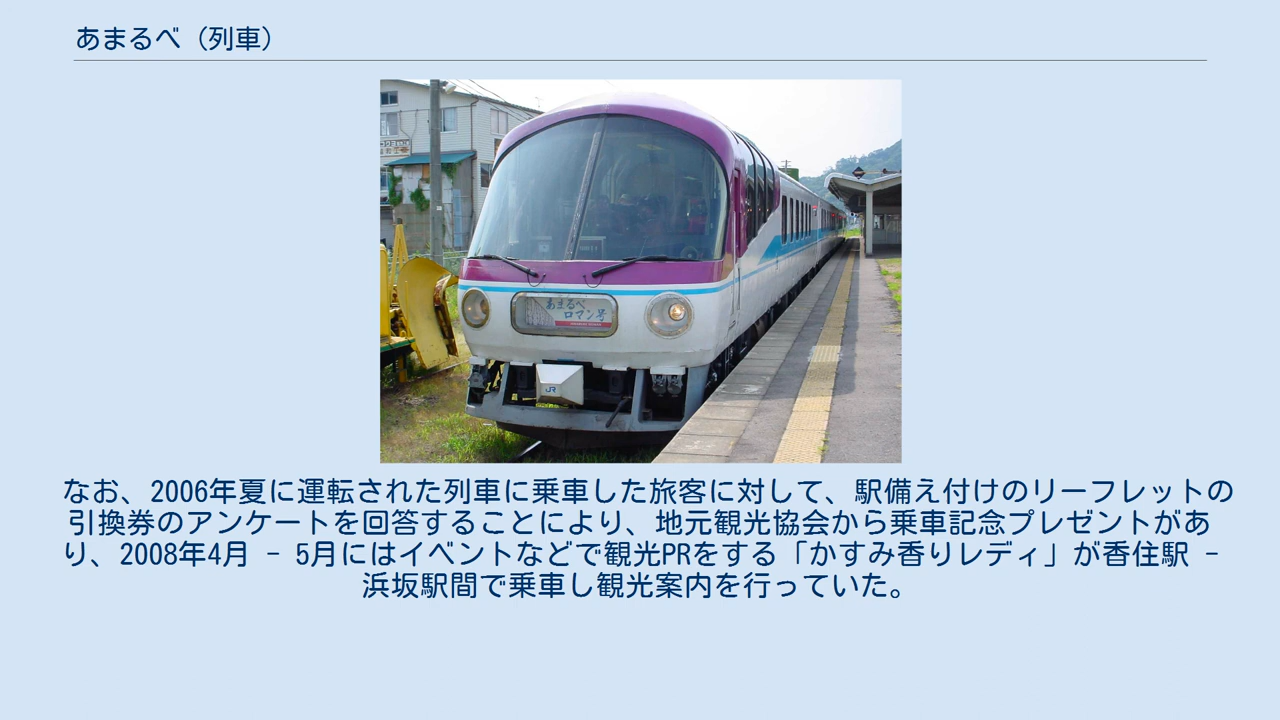 あまるべ（列車）
あまるべ
ロマン号
JR
なお、2006年夏に運転された列車に乗車した旅客に対して、駅備え付けのリーフレットの
引換券のアンケートを回答することにより、地元観光協会から乗車記念プレゼントがあ
り、2008年4月 - 5月にはイベントなどで観光PRをする「かすみ香りレディ」が香住駅 -
浜坂駅間で乗車し観光案内を行っていた。